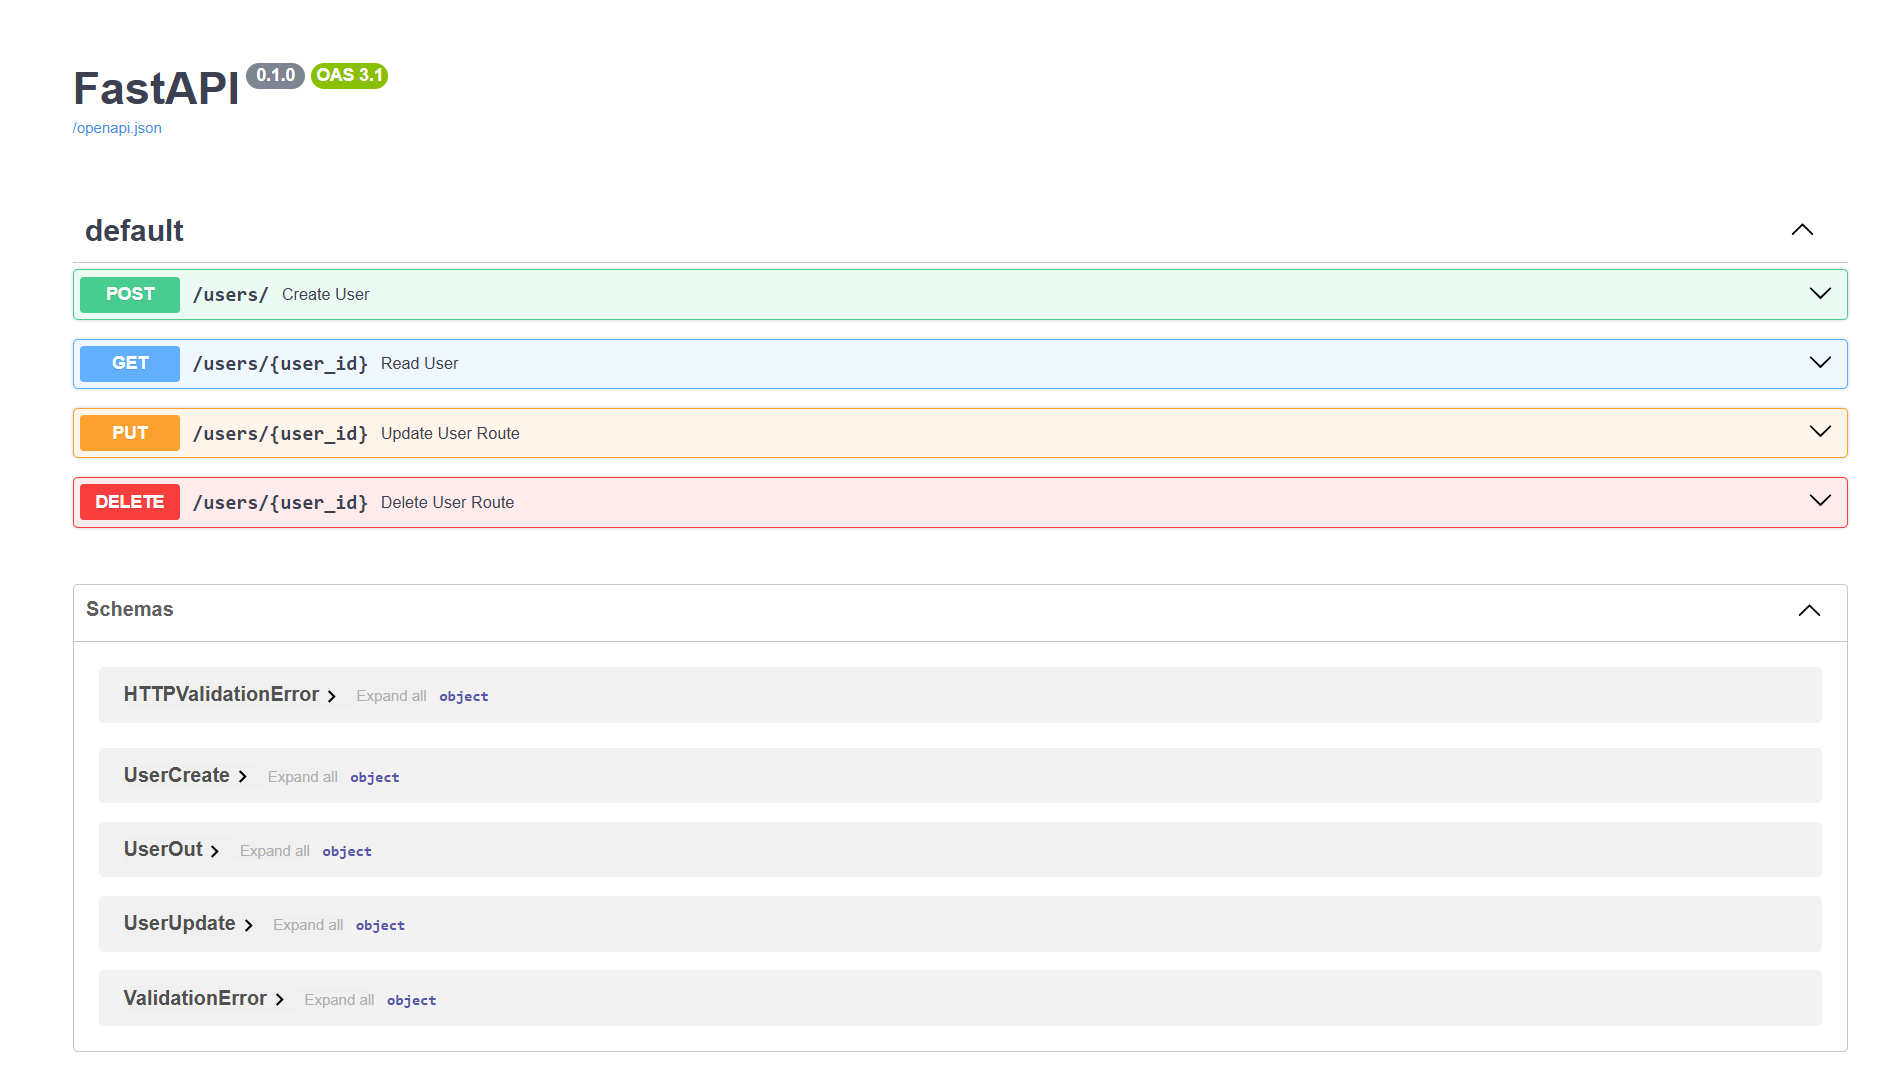 FastAPI 0.1.0 OAS 3.1
/openapi.json
default
POST /users/ Create User
GET /users/{user_id} Read User
PUT /users/{user_id} Update User Route
DELETE /users/{user_id} Delete User Route
Schemas
HTTPValidationError Expand all object
UserCreate Expand all object
UserOut Expand all object
UserUpdate Expand all object
ValidationError Expand all object